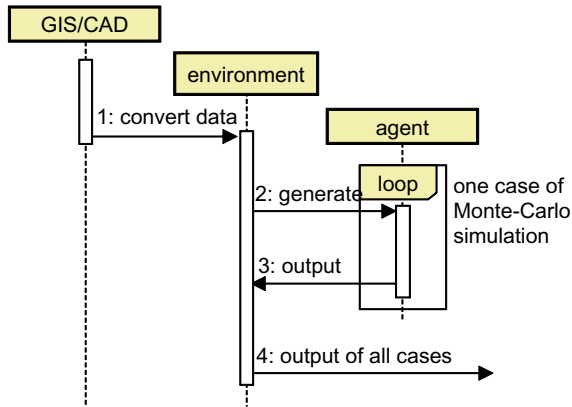 GIS/CAD
environment
1: convert data
agent
loop
one case of
Monte-Carlo
simulation
2: generate
3: output
4: output of all cases